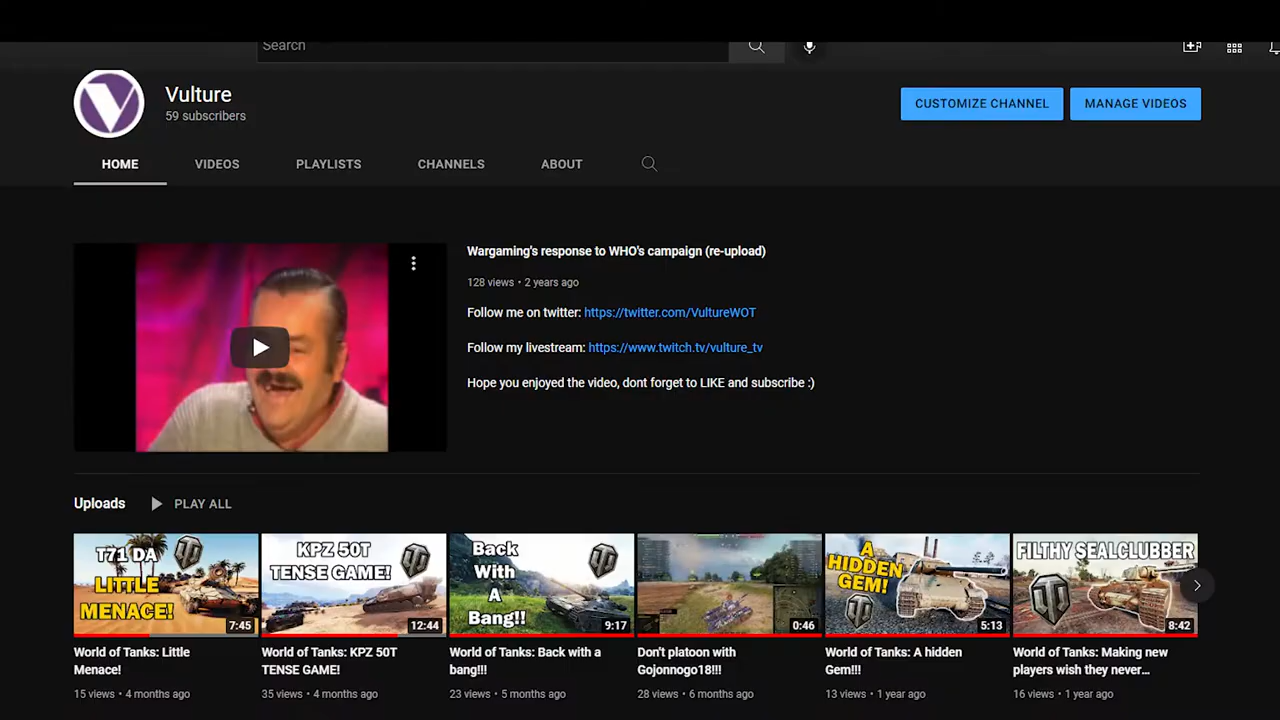 Search
Vulture
59 subscribers
CUSTOMIZE CHANNEL
MANAGE VIDEOS
HOME
VIDEOS
PLAYLISTS
CHANNELS
ABOUT
Wargaming's response to WHO's campaign (re-upload)
128 views • 2 years ago
Follow me on twitter: https://twitter.com/VultureWOT
Follow my livestream: https://www.twitch.tv/vulture_tv
Hope you enjoyed the video, dont forget to LIKE and subscribe :)
Uploads
PLAY ALL
T71 DA
LITTLE
MENACE!
7:45
KPZ 50T
TENSE GAME!
12:44
Back
With
A
Bang!!
9:17
0:46
A
HIDDEN
GEM!
5:13
FILTHY SEALCLUBBER
8:42
World of Tanks: Little
Menace!
15 views • 4 months ago
World of Tanks: KPZ 50T
TENSE GAME!
35 views • 4 months ago
World of Tanks: Back with a
bang!!!
23 views • 5 months ago
Don't platoon with
Gojonnogo18!!!
28 views • 6 months ago
World of Tanks: A hidden
Gem!!!
13 views • 1 year ago
World of Tanks: Making new
players wish they never...
16 views • 1 year ago